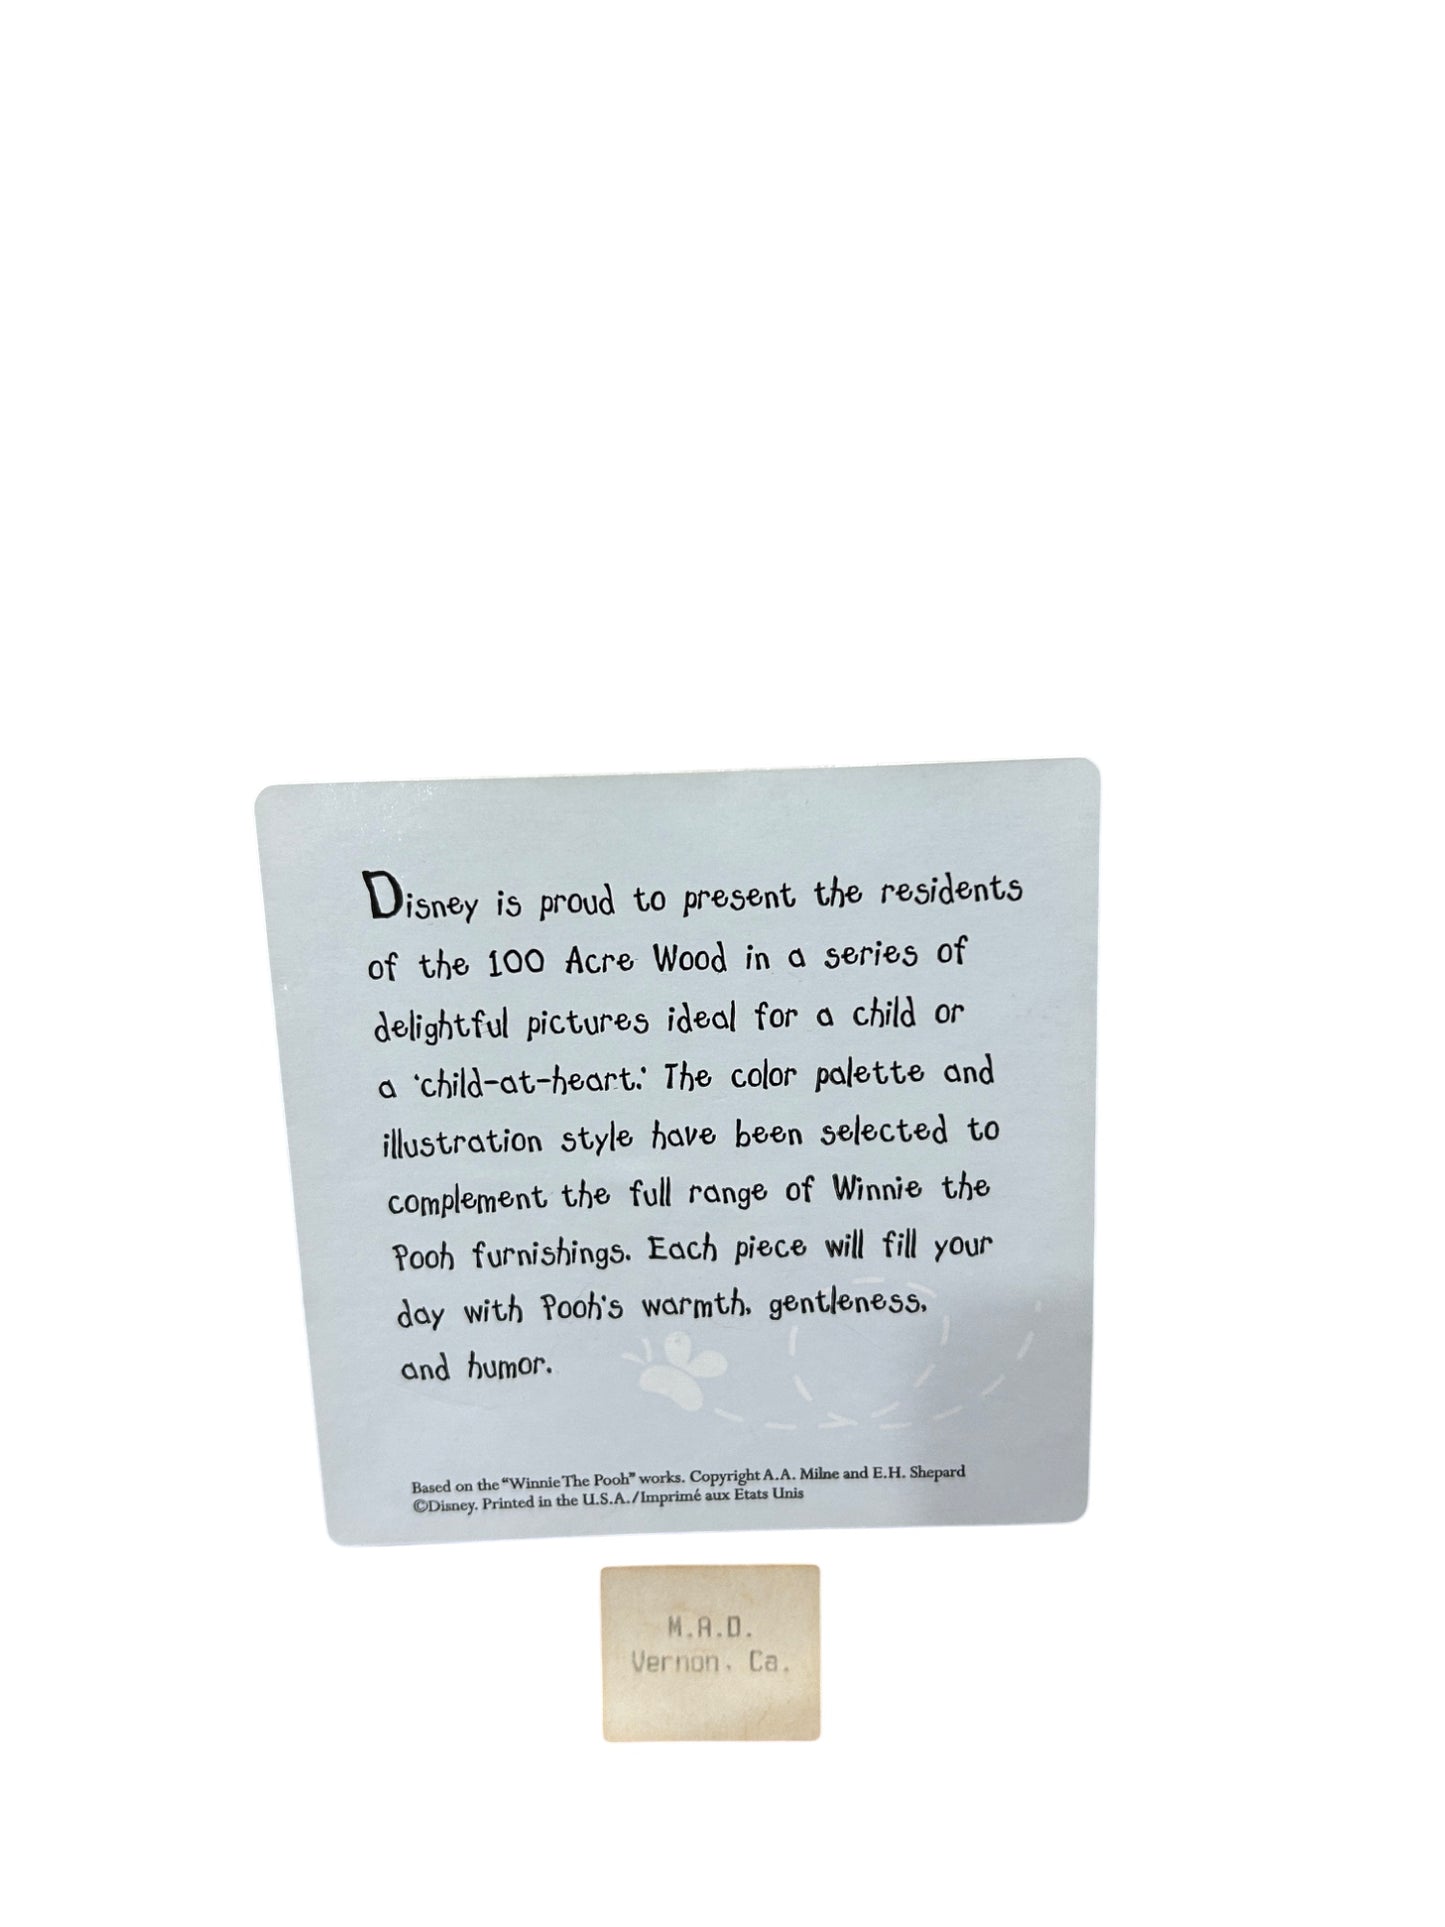 Disney is proud to present the residents
of the 100 Acre Wood in a series of
delightful pictures ideal for a child or
a 'child-at-heart.' The color palette and
illustration style have been selected to
complement the full range of Winnie the
Pooh furnishings. Each piece will fill your
day with Pooh's warmth, gentleness,
and humor.
Based on the "Winnie The Pooh" works. Copyright A.A. Milne and E.H. Shepard
©Disney. Printed in the U.S.A./Imprimé aux Etats Unis
M.A.D.
Vernon, Ca.